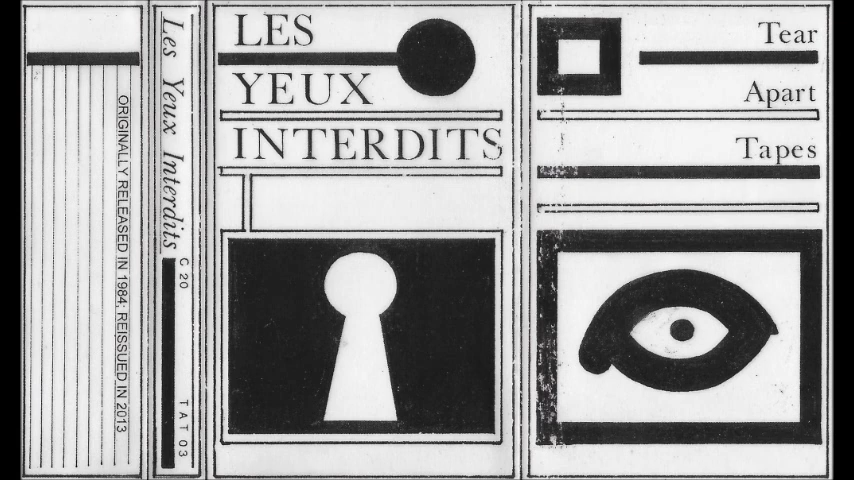 ORIGINALLY RELEASED IN 1984; REISSUED IN 2013
Les Yeux Interdits
C 20
TAT 03
LES
YEUX
INTERDITS
Tear
Apart
Tapes